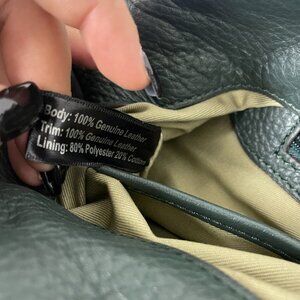 Body: 100% Genuine Leather
Trim: 100% Genuine Leather
Lining: 80% Polyester 20% Cotton